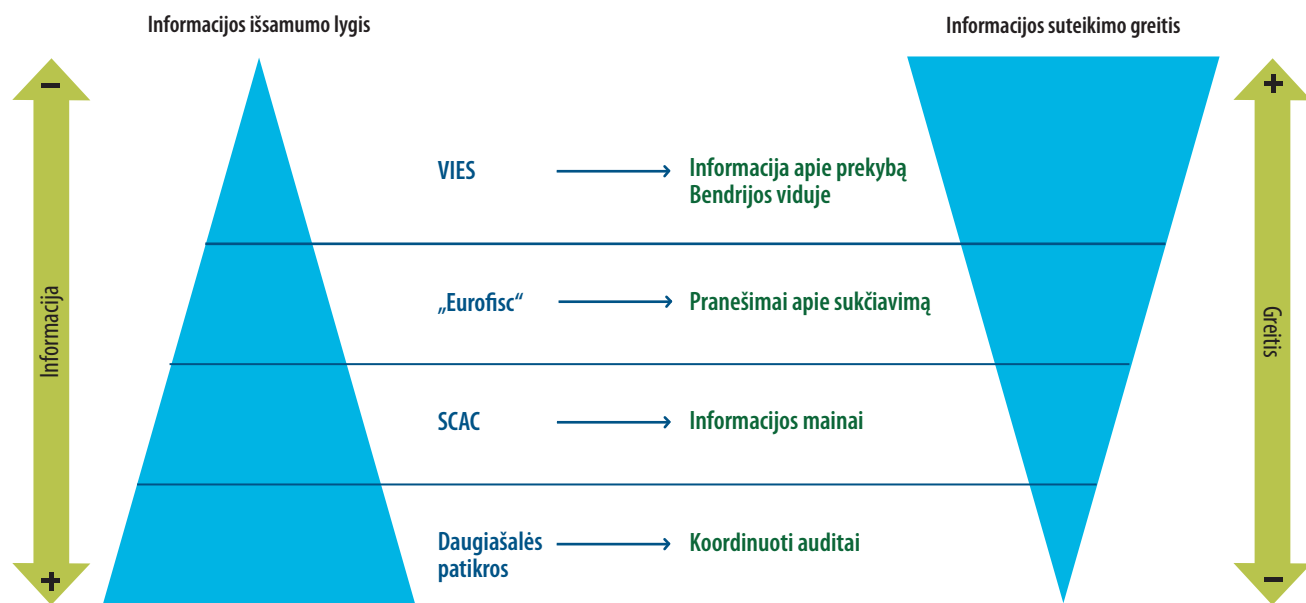 Informacijos išsamumo lygis
Informacijos suteikimo greitis
–
+
VIES
Informacija apie prekybą
Bendrijos viduje
Informacija
„Eurofisc“
Pranešimai apie sukčiavimą
Greitis
SCAC
Informacijos mainai
Daugiašalės
patikros
Koordinuoti auditai
+
–